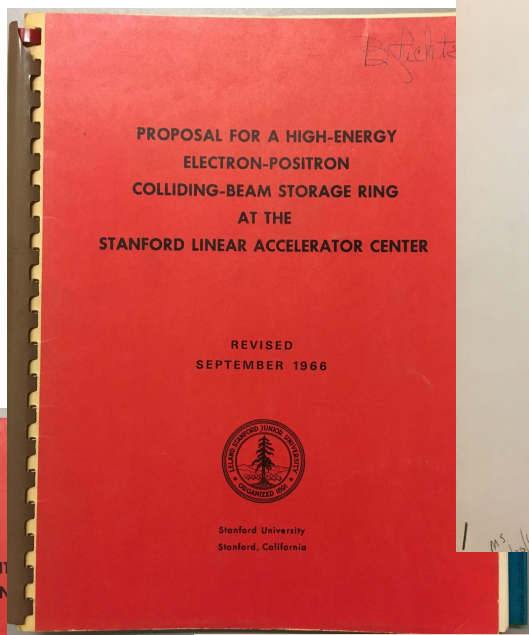 PROPOSAL FOR A HIGH-ENERGY
ELECTRON-POSITRON
COLLIDING-BEAM STORAGE RING
AT THE
STANFORD LINEAR ACCELERATOR CENTER
REVISED
SEPTEMBER 1966
LELAND STANFORD JUNIOR UNIVERSITY
ORGANIZED 1891
Stanford University
Stanford, California
MS